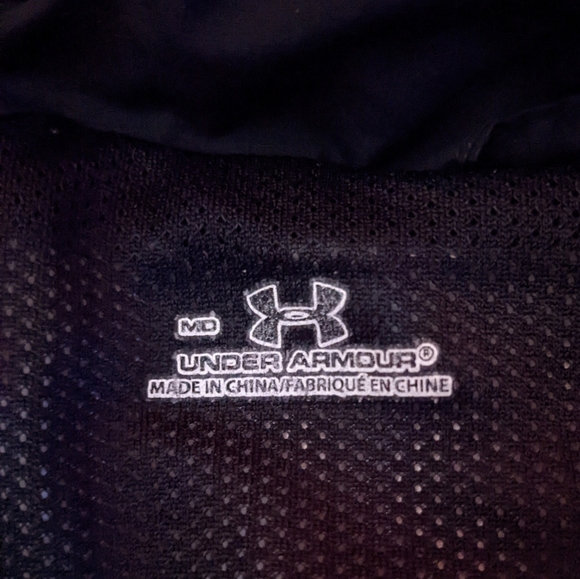 MD
UNDER ARMOUR®
MADE IN CHINA/FABRIQUÉ EN CHINE